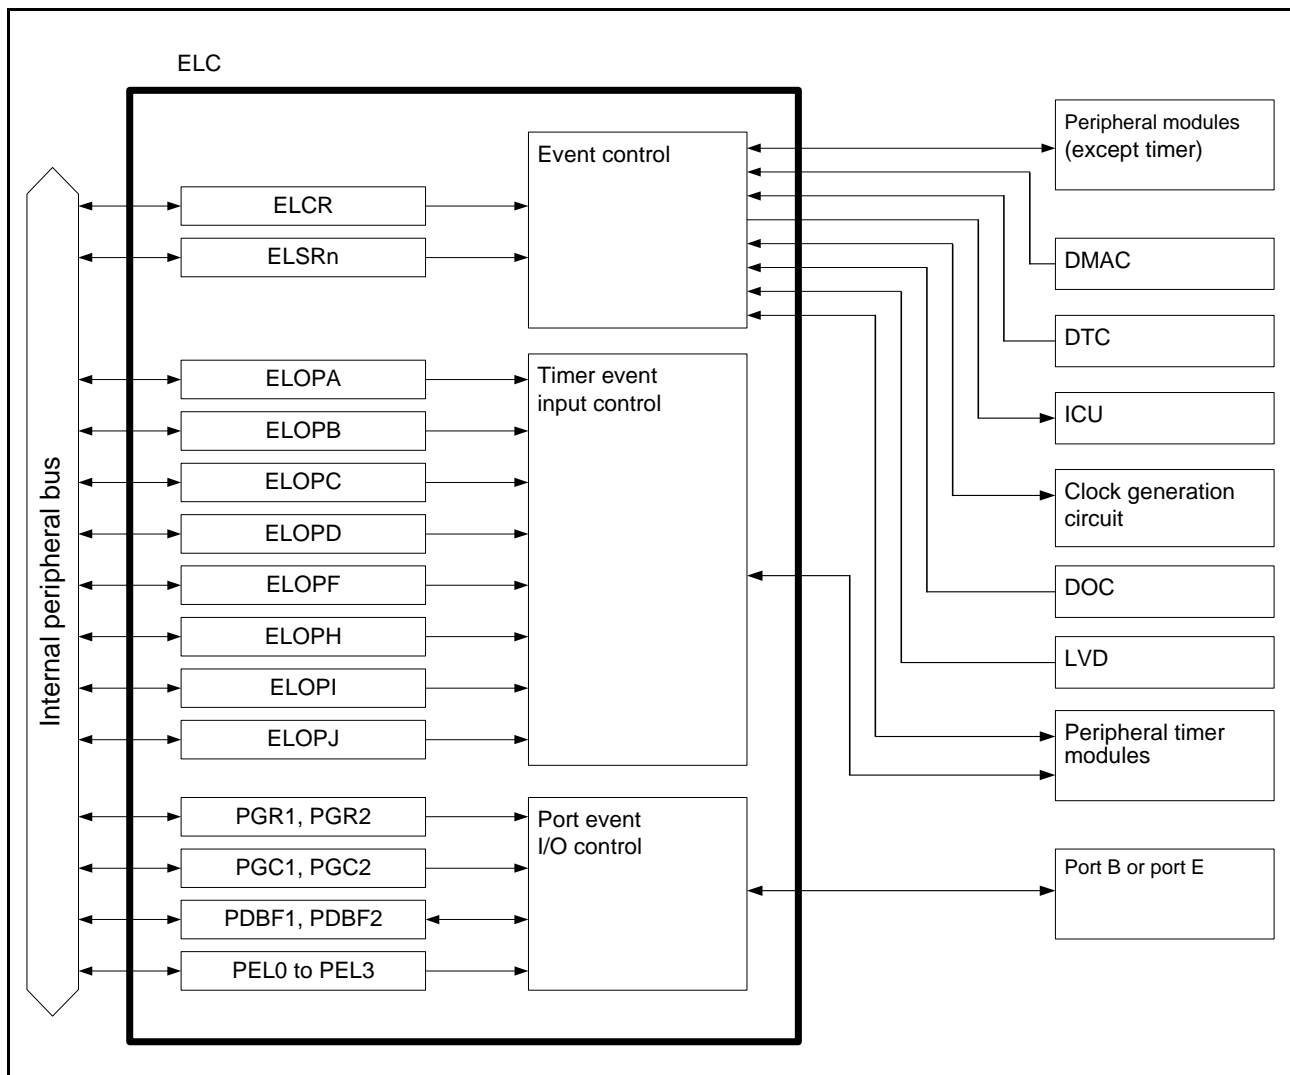 ELC
Internal peripheral bus
ELCR
ELSRn
ELOPA
ELOPB
ELOPC
ELOPD
ELOPF
ELOPH
ELOPI
ELOPJ
PGR1, PGR2
PGC1, PGC2
PDBF1, PDBF2
PEL0 to PEL3
Event control
Timer event
input control
Port event
I/O control
Peripheral modules
(except timer)
DMAC
DTC
ICU
Clock generation
circuit
DOC
LVD
Peripheral timer
modules
Port B or port E